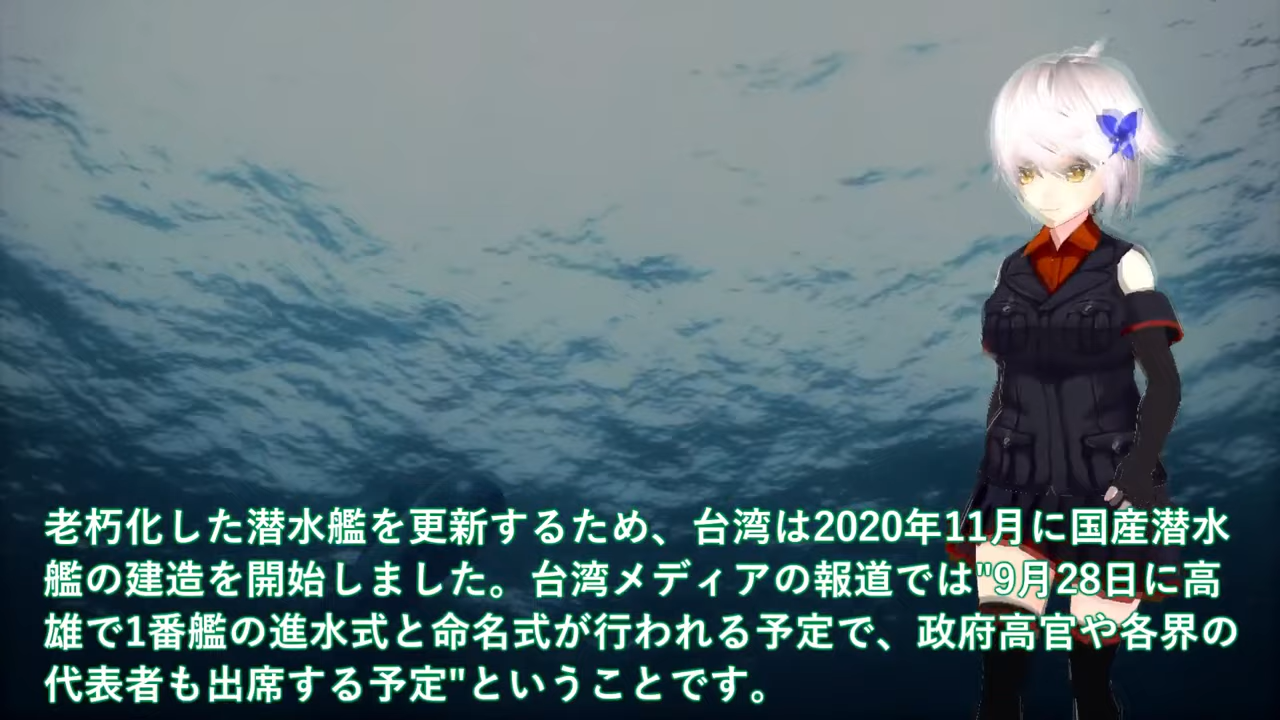 老朽化した潜水艦を更新するため、台湾は2020年11月に国産潜水
艦の建造を開始しました。台湾メディアの報道では"9月28日に高
雄で1番艦の進水式と命名式が行われる予定で、政府高官や各界の
代表者も出席する予定"ということです。